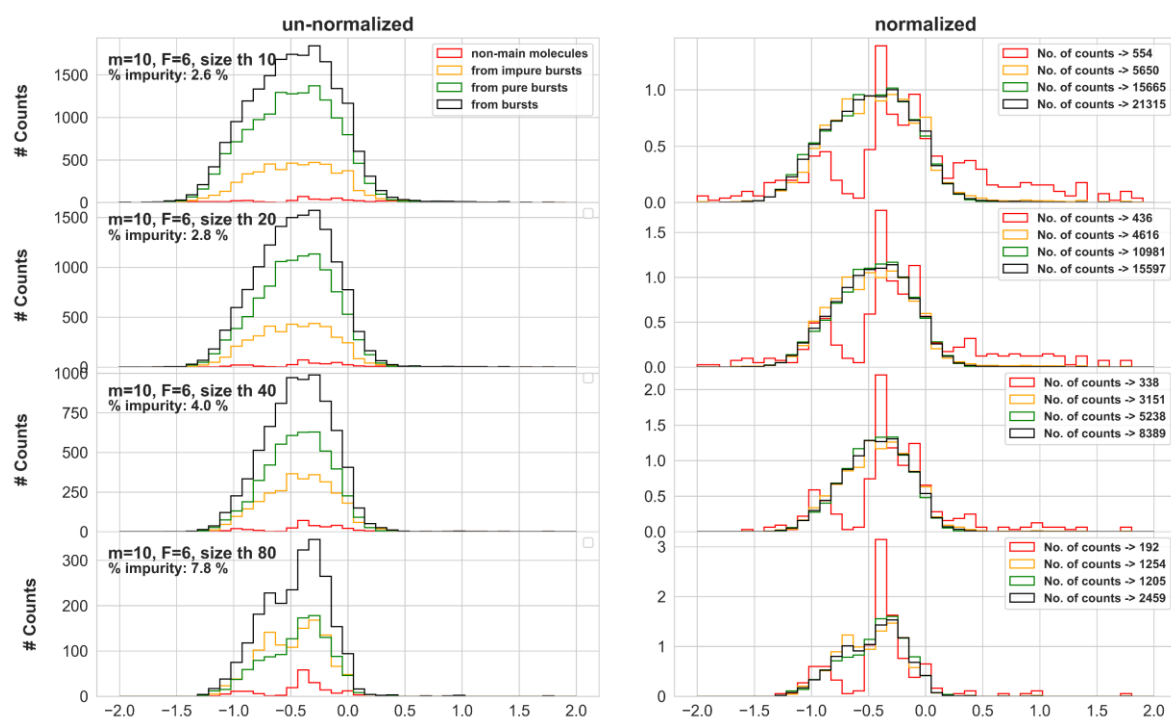 un-normalized
normalized
m=10, F=6, size th 10
% impurity: 2.6 %
non-main molecules
from impure bursts
from pure bursts
from bursts
# Counts
1500
1000
500
0
No. of counts -> 554
No. of counts -> 5650
No. of counts -> 15665
No. of counts -> 21315
1.0
0.5
0.0
m=10, F=6, size th 20
% impurity: 2.8 %
# Counts
1500
1000
500
0
No. of counts -> 436
No. of counts -> 4616
No. of counts -> 10981
No. of counts -> 15597
1.5
1.0
0.5
0.0
m=10, F=6, size th 40
% impurity: 4.0 %
# Counts
1000
750
500
250
0
No. of counts -> 338
No. of counts -> 3151
No. of counts -> 5238
No. of counts -> 8389
2.0
1.5
1.0
0.5
0.0
m=10, F=6, size th 80
% impurity: 7.8 %
# Counts
300
200
100
0
No. of counts -> 192
No. of counts -> 1254
No. of counts -> 1205
No. of counts -> 2459
3
2
1
0
−2.0 −1.5 −1.0 −0.5 0.0 0.5 1.0 1.5 2.0
−2.0 −1.5 −1.0 −0.5 0.0 0.5 1.0 1.5 2.0